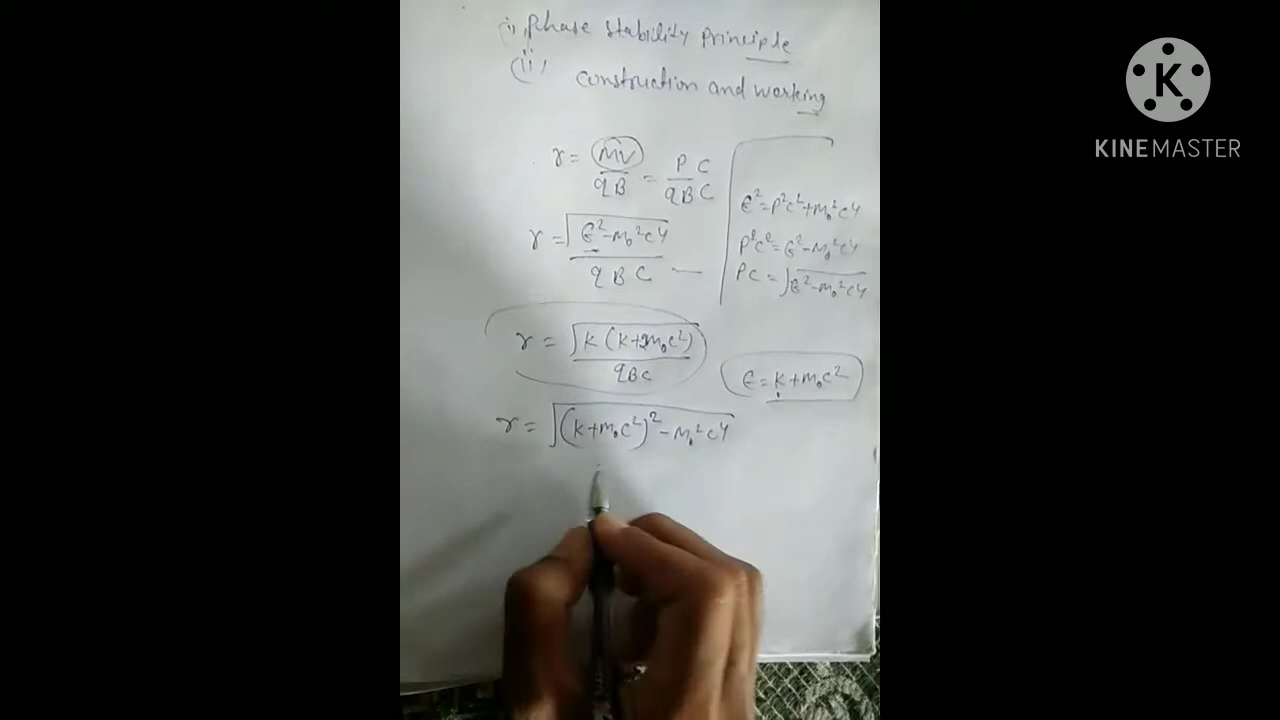 (i) Phase stability Principle
(ii) construction and working
r = MV / qB = PC / qBC
r = √(E² - m₀²c⁴) / qBC
r = √(K(K+2m₀c²)) / qBC
r = √((K+m₀c²)² - m₀²c⁴)
E² = P²c² + m₀²c⁴
P²c² = E² - m₀²c⁴
PC = √(E² - m₀²c⁴)
E = K + m₀c²
K
KINEMASTER